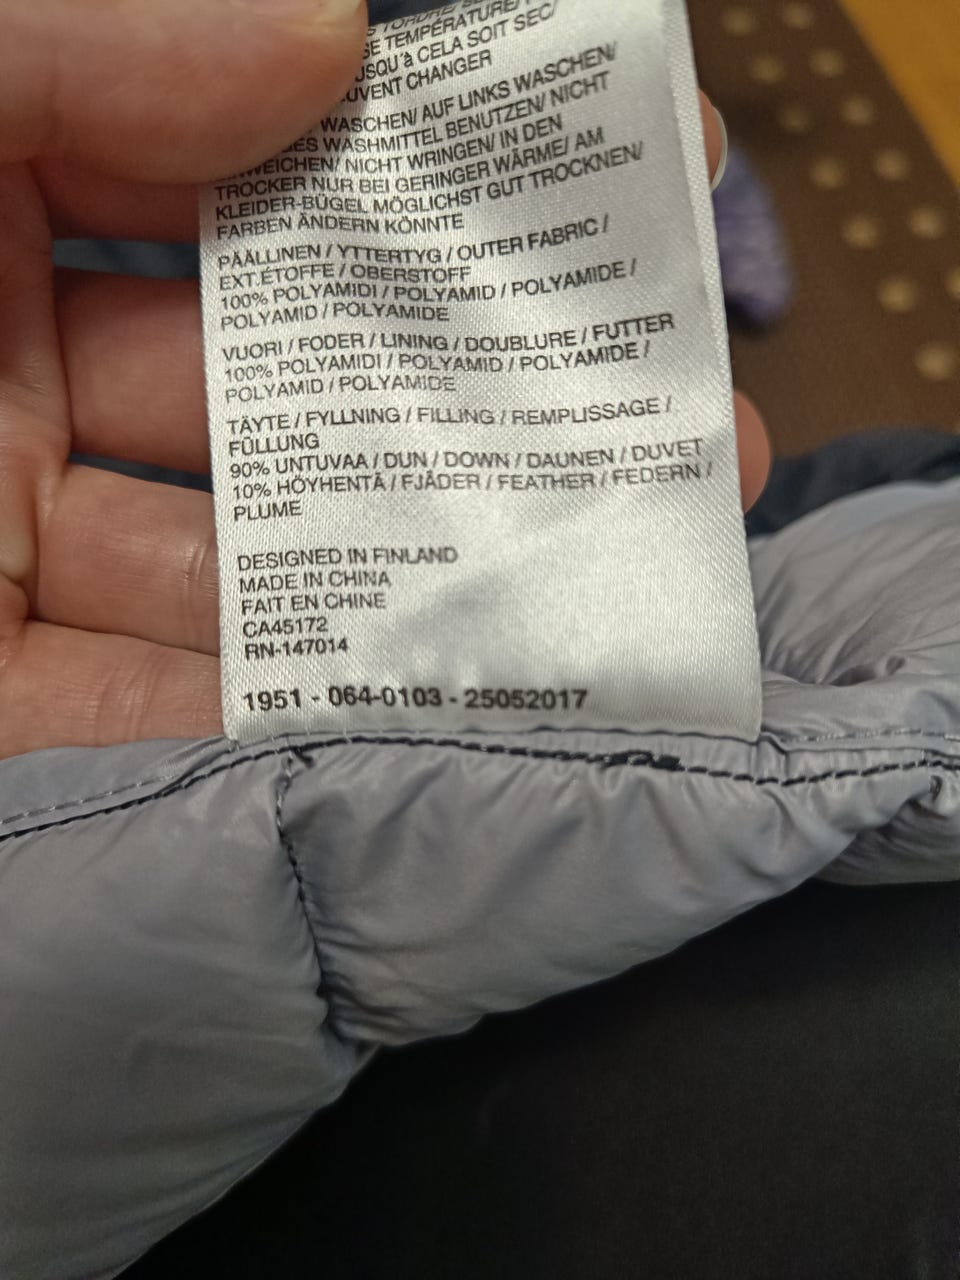 TORDRE/
SE TEMPÉRATURE/
JSQU'à CELA SOIT SEC/
UVENT CHANGER
WASCHEN/ AUF LINKS WASCHEN/
ES WASHMITTEL BENUTZEN/ NICHT
WEICHEN/ NICHT WRINGEN/ IN DEN
TROCKER NUR BEI GERINGER WÄRME/ AM
KLEIDER-BÜGEL MÖGLICHST GUT TROCKNEN/
FARBEN ÄNDERN KÖNNTE
PÄÄLLINEN / YTTERTYG / OUTER FABRIC /
EXT.ÉTOFFE / OBERSTOFF
100% POLYAMIDI / POLYAMID / POLYAMIDE /
POLYAMID / POLYAMIDE
VUORI / FODER / LINING / DOUBLURE / FUTTER
100% POLYAMIDI / POLYAMID / POLYAMIDE /
POLYAMID / POLYAMIDE
TÄYTE / FYLLNING / FILLING / REMPLISSAGE /
FÜLLUNG
90% UNTUVAA / DUN / DOWN / DAUNEN / DUVET
10% HÖYHENTÄ / FJÄDER / FEATHER / FEDERN /
PLUME
DESIGNED IN FINLAND
MADE IN CHINA
FAIT EN CHINE
CA45172
RN-147014
1951 - 064-0103 - 25052017